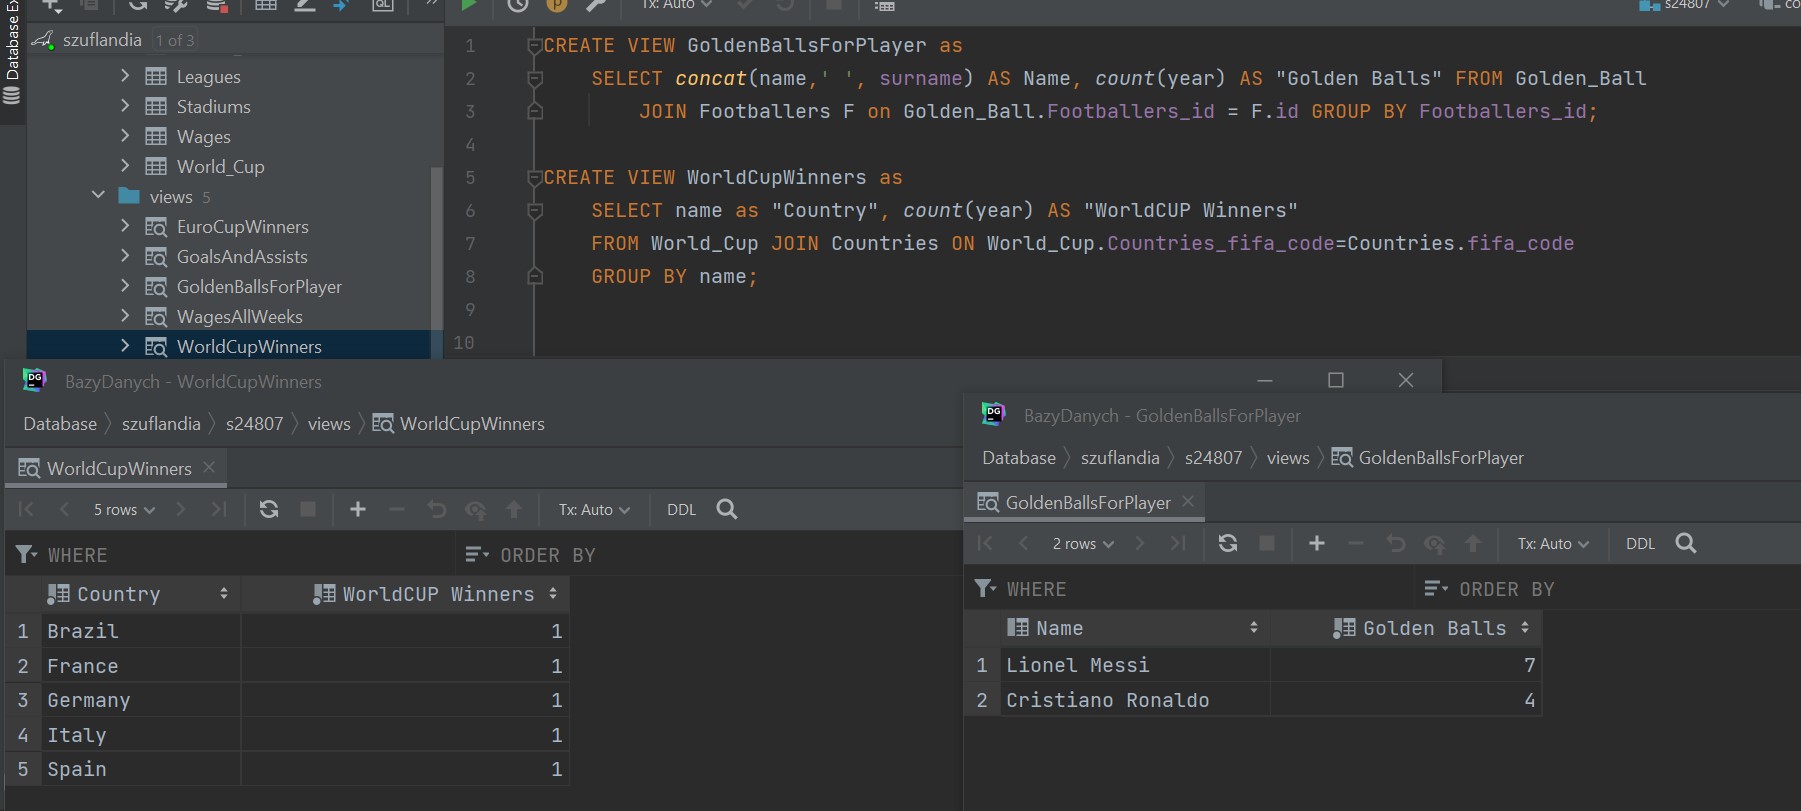 Database Ex
szuflandia 1 of 3
Leagues
Stadiums
Wages
World_Cup
views 5
EuroCupWinners
GoalsAndAssists
GoldenBallsForPlayer
WagesAllWeeks
WorldCupWinners
QL
p
Tx: Auto
s24807
co
1 CREATE VIEW GoldenBallsForPlayer as
2 SELECT concat(name,' ', surname) AS Name, count(year) AS "Golden Balls" FROM Golden_Ball
3 JOIN Footballers F on Golden_Ball.Footballers_id = F.id GROUP BY Footballers_id;
4
5 CREATE VIEW WorldCupWinners as
6 SELECT name as "Country", count(year) AS "WorldCUP Winners"
7 FROM World_Cup JOIN Countries ON World_Cup.Countries_fifa_code=Countries.fifa_code
8 GROUP BY name;
9
10
DG BazyDanych - WorldCupWinners
Database szuflandia s24807 views WorldCupWinners
WorldCupWinners
5 rows Tx: Auto DDL
WHERE ORDER BY
Country WorldCUP Winners
1 Brazil 1
2 France 1
3 Germany 1
4 Italy 1
5 Spain 1
DG BazyDanych - GoldenBallsForPlayer
Database szuflandia s24807 views GoldenBallsForPlayer
GoldenBallsForPlayer
2 rows Tx: Auto DDL
WHERE ORDER BY
Name Golden Balls
1 Lionel Messi 7
2 Cristiano Ronaldo 4